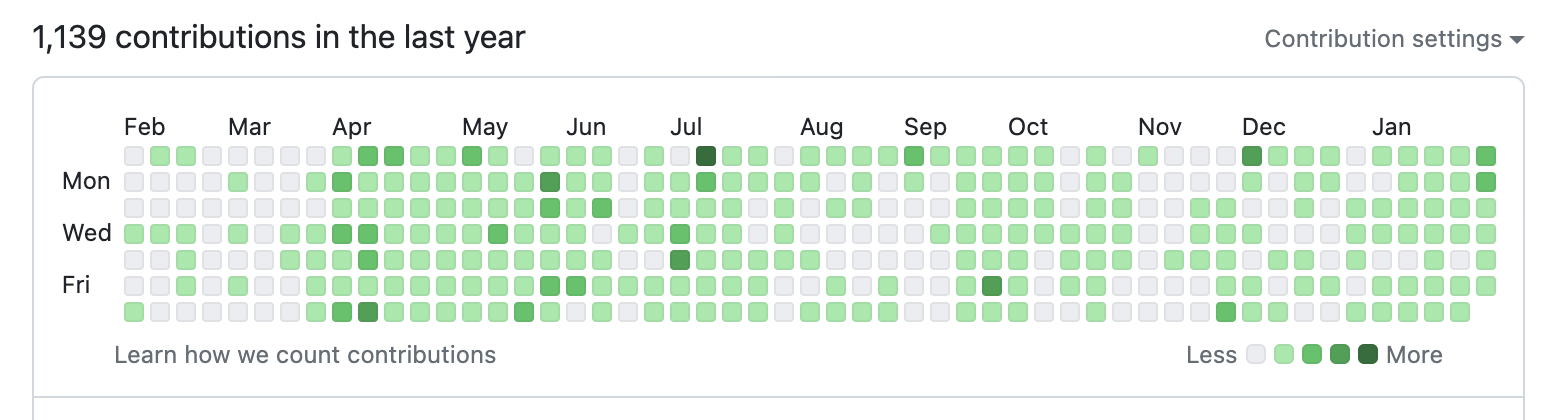 1,139 contributions in the last year
Contribution settings
Feb Mar Apr May Jun Jul Aug Sep Oct Nov Dec Jan
Mon
Wed
Fri
Learn how we count contributions
Less More